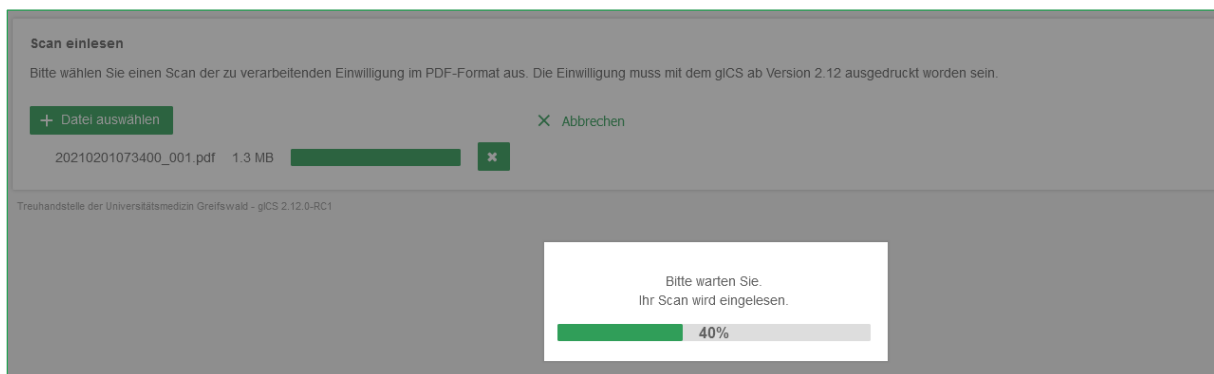 Scan einlesen
Bitte wählen Sie einen Scan der zu verarbeitenden Einwilligung im PDF-Format aus. Die Einwilligung muss mit dem gICS ab Version 2.12 ausgedruckt worden sein.
+ Datei auswählen
× Abbrechen
20210201073400_001.pdf 1.3 MB
Treuhandstelle der Universitätsmedizin Greifswald - gICS 2.12.0-RC1
Bitte warten Sie.
Ihr Scan wird eingelesen.
40%